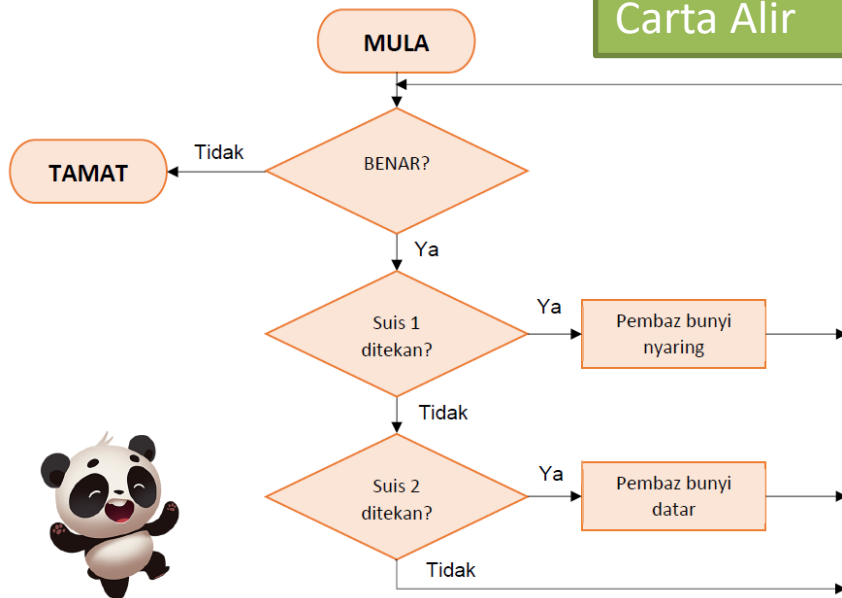 Carta Alir
MULA
BENAR?
Tidak
TAMAT
Ya
Suis 1
ditekan?
Ya
Pembaz bunyi
nyaring
Tidak
Suis 2
ditekan?
Ya
Pembaz bunyi
datar
Tidak